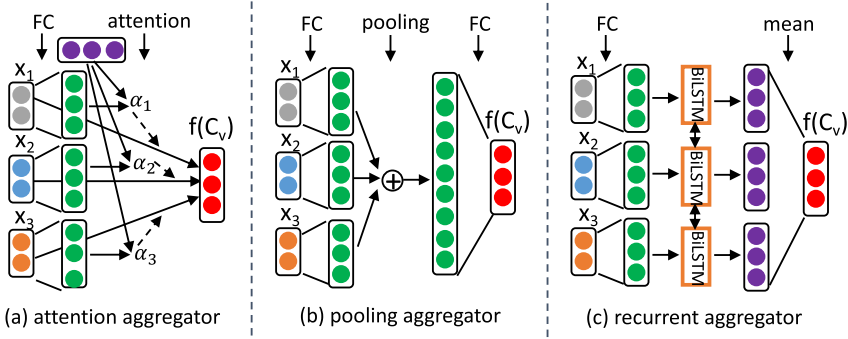 FC
attention
x1
α1
f(Cv)
x2
α2
x3
α3
(a) attention aggregator
FC
pooling
FC
x1
f(Cv)
x2
+
x3
(b) pooling aggregator
FC
mean
x1
BiLSTM
f(Cv)
x2
BiLSTM
x3
BiLSTM
(c) recurrent aggregator